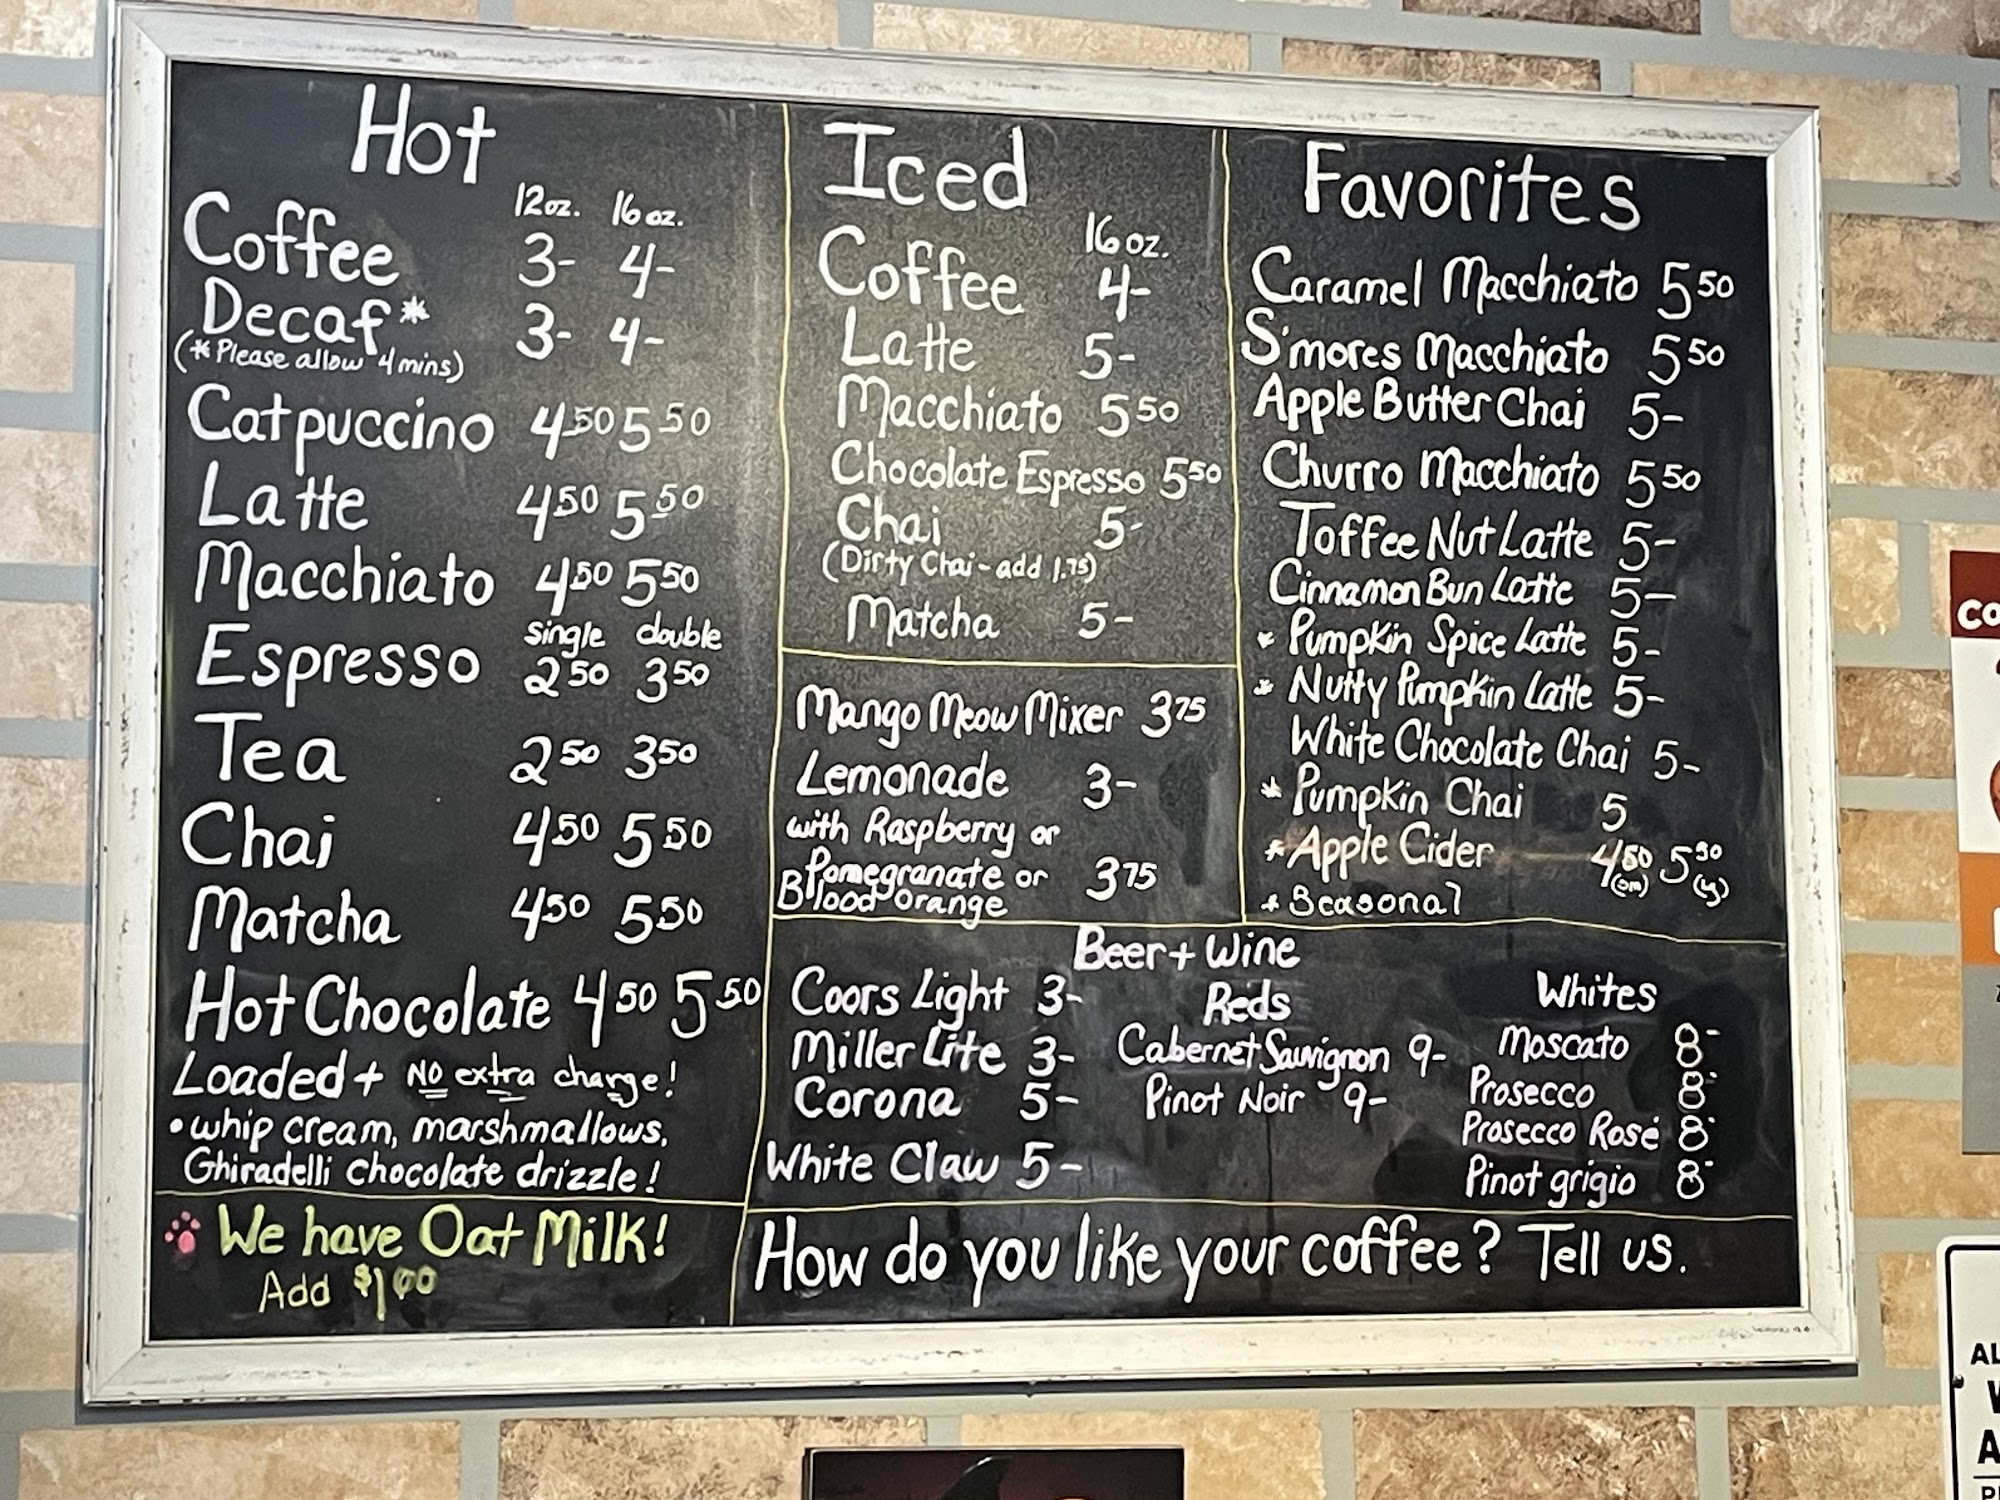 Hot
12oz. 16oz.
Coffee 3- 4-
Decaf* 3- 4-
(*Please allow 4 mins)
Catpuccino 4.50 5.50
Latte 4.50 5.50
Macchiato 4.50 5.50
single double
Espresso 2.50 3.50
Tea 2.50 3.50
Chai 4.50 5.50
Matcha 4.50 5.50
Hot Chocolate 4.50 5.50
Loaded + NO extra charge!
•whip cream, marshmallows,
Ghiradelli chocolate drizzle!
We have Oat Milk!
Add $1.00
Iced
16oz.
Coffee 4-
Latte 5-
Macchiato 5.50
Chocolate Espresso 5.50
Chai 5-
(Dirty Chai - add 1.75)
Matcha 5-
Mango Meow Mixer 3.75
Lemonade 3-
with Raspberry or
Pomegranate or 3.75
Blood Orange
Favorites
Caramel Macchiato 5.50
S'mores Macchiato 5.50
Apple Butter Chai 5-
Churro Macchiato 5.50
Toffee Nut Latte 5-
Cinnamon Bun Latte 5-
* Pumpkin Spice Latte 5-
* Nutty Pumpkin Latte 5-
White Chocolate Chai 5-
* Pumpkin Chai 5
* Apple Cider 4.50 (sm) 5.50 (lg)
* Seasonal
Beer + Wine
Coors Light 3-
Miller Lite 3-
Corona 5-
White Claw 5-
Reds
Cabernet Sauvignon 9-
Pinot Noir 9-
Whites
Moscato 8-
Prosecco 8-
Prosecco Rosé 8-
Pinot grigio 8-
How do you like your coffee? Tell us.